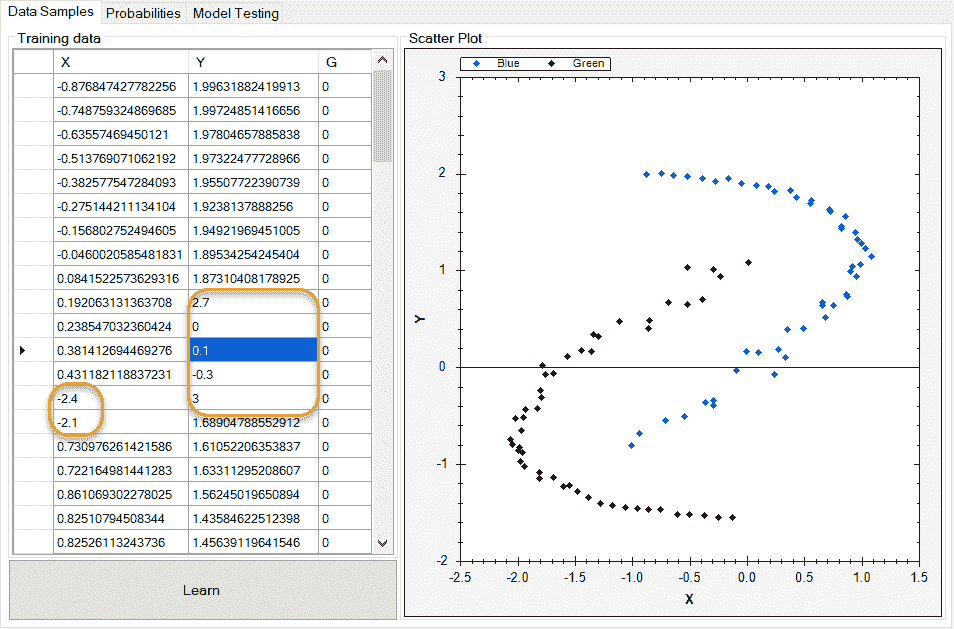 Data Samples Probabilities Model Testing
Training data
X Y G
-0.876847427782256 1.99631882419913 0
-0.748759324869685 1.99724851416656 0
-0.63557469450121 1.97804657885838 0
-0.513769071062192 1.97322477728966 0
-0.382577547284093 1.95507722390739 0
-0.275144211134104 1.9238137888256 0
-0.156802752494605 1.94921969451005 0
-0.0460020585481831 1.89534254245404 0
0.0841522573629316 1.87310408178925 0
0.192063131363708 2.7 0
0.238547032360424 0 0
0.381412694469276 0.1 0
0.431182118837231 -0.3 0
-2.4 3 0
-2.1 1.68904788552912 0
0.730976261421586 1.61052206353837 0
0.722164981441283 1.63311295208607 0
0.861069302278025 1.56245019650894 0
0.82510794508344 1.43584622512398 0
0.82526113243736 1.45639119641546 0
Learn
Scatter Plot
Blue Green
3
2
1
0
-1
-2
Y
-2.5 -2.0 -1.5 -1.0 -0.5 0.0 0.5 1.0 1.5
X